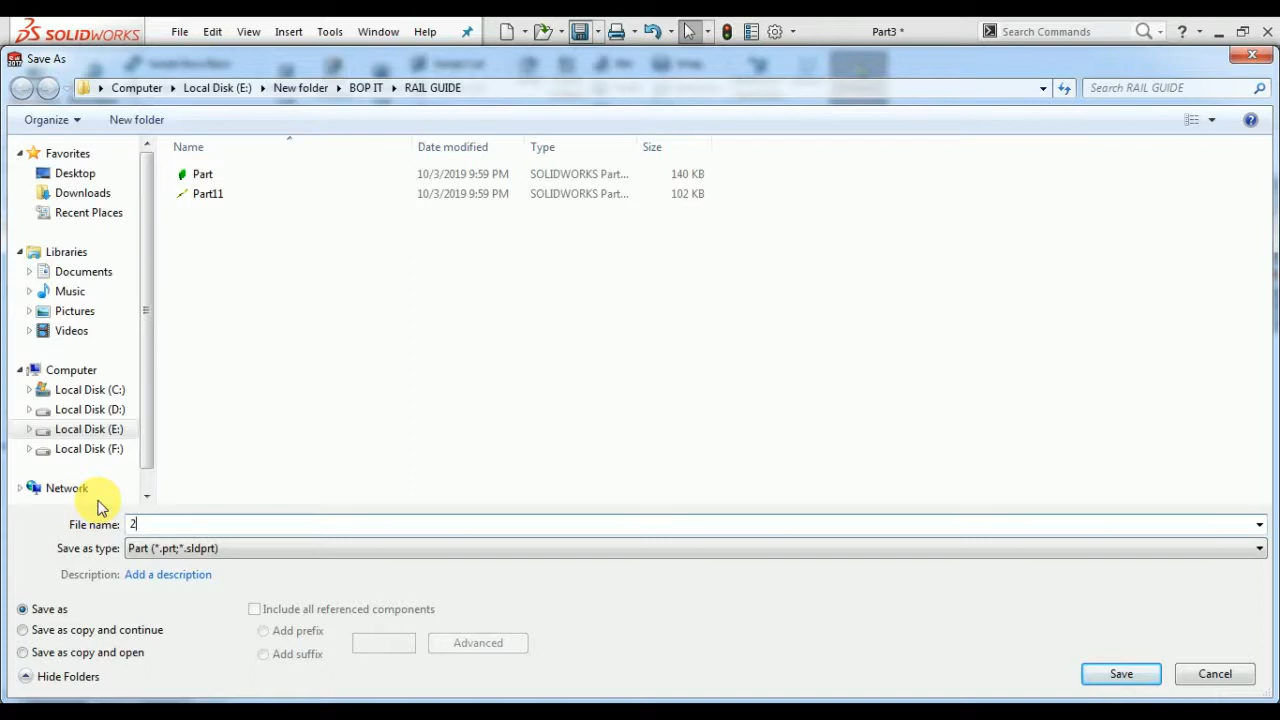 SOLIDWORKS File Edit View Insert Tools Window Help Part3 * Search Commands
2017 Save As
Computer Local Disk (E:) New folder BOP IT RAIL GUIDE Search RAIL GUIDE
Organize New folder
Favorites
Desktop
Downloads
Recent Places
Libraries
Documents
Music
Pictures
Videos
Computer
Local Disk (C:)
Local Disk (D:)
Local Disk (E:)
Local Disk (F:)
Network
Name Date modified Type Size
Part 10/3/2019 9:59 PM SOLIDWORKS Part... 140 KB
Part11 10/3/2019 9:59 PM SOLIDWORKS Part... 102 KB
File name: 2
Save as type: Part (*.prt;*.sldprt)
Description: Add a description
Save as
Save as copy and continue
Save as copy and open
Include all referenced components
Add prefix
Add suffix
Advanced
Hide Folders
Save Cancel